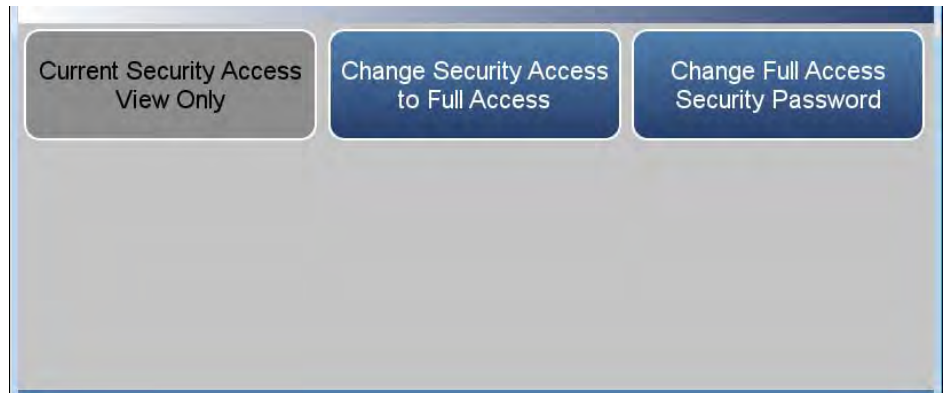 Current Security Access
View Only
Change Security Access
to Full Access
Change Full Access
Security Password